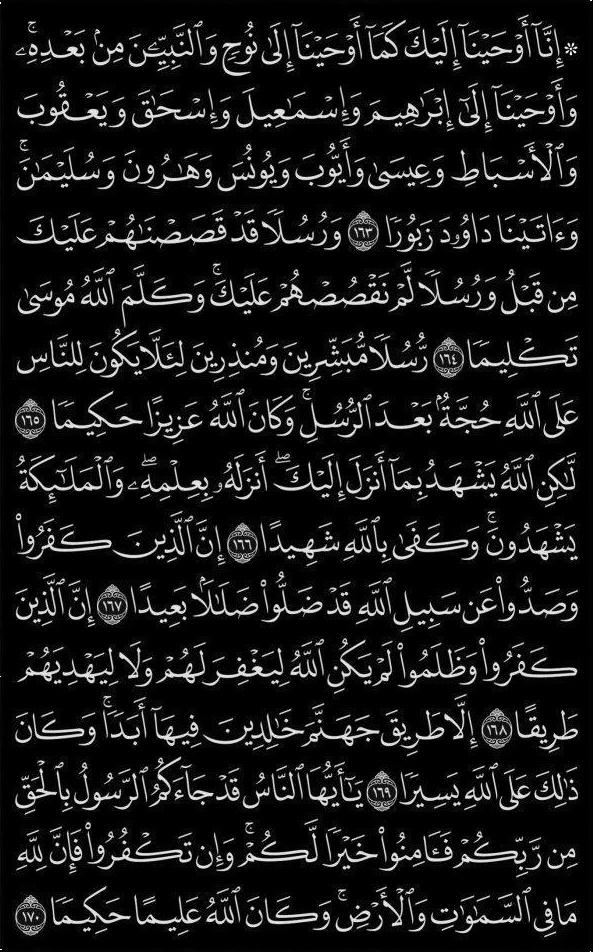 ۞ إِنَّآ أَوْحَيْنَآ إِلَيْكَ كَمَآ أَوْحَيْنَآ إِلَىٰ نُوحٍ وَٱلنَّبِيِّـۧنَ مِنۢ بَعْدِهِۦۚ
وَأَوْحَيْنَآ إِلَىٰٓ إِبْرَٰهِيمَ وَإِسْمَـٰعِيلَ وَإِسْحَـٰقَ وَيَعْقُوبَ
وَٱلْأَسْبَاطِ وَعِيسَىٰ وَأَيُّوبَ وَيُونُسَ وَهَـٰرُونَ وَسُلَيْمَـٰنَۚ
وَءَاتَيْنَا دَاوُۥدَ زَبُورًا ١٦٣ وَرُسُلًا قَدْ قَصَصْنَـٰهُمْ عَلَيْكَ
مِن قَبْلُ وَرُسُلًا لَّمْ نَقْصُصْهُمْ عَلَيْكَۚ وَكَلَّمَ ٱللَّهُ مُوسَىٰ
تَكْلِيمًا ١٦٤ رُّسُلًا مُّبَشِّرِينَ وَمُنذِرِينَ لِئَلَّا يَكُونَ لِلنَّاسِ
عَلَى ٱللَّهِ حُجَّةٌۢ بَعْدَ ٱلرُّسُلِۚ وَكَانَ ٱللَّهُ عَزِيزًا حَكِيمًا ١٦٥
لَّـٰكِنِ ٱللَّهُ يَشْهَدُ بِمَآ أَنزَلَ إِلَيْكَۖ أَنزَلَهُۥ بِعِلْمِهِۦۖ وَٱلْمَلَـٰٓئِكَةُ
يَشْهَدُونَۚ وَكَفَىٰ بِٱللَّهِ شَهِيدًا ١٦٦ إِنَّ ٱلَّذِينَ كَفَرُوا۟
وَصَدُّوا۟ عَن سَبِيلِ ٱللَّهِ قَدْ ضَلُّوا۟ ضَلَـٰلًۢا بَعِيدًا ١٦٧ إِنَّ ٱلَّذِينَ
كَفَرُوا۟ وَظَلَمُوا۟ لَمْ يَكُنِ ٱللَّهُ لِيَغْفِرَ لَهُمْ وَلَا لِيَهْدِيَهُمْ
طَرِيقًا ١٦٨ إِلَّا طَرِيقَ جَهَنَّمَ خَـٰلِدِينَ فِيهَآ أَبَدًاۚ وَكَانَ
ذَٰلِكَ عَلَى ٱللَّهِ يَسِيرًا ١٦٩ يَـٰٓأَيُّهَا ٱلنَّاسُ قَدْ جَآءَكُمُ ٱلرَّسُولُ بِٱلْحَقِّ
مِن رَّبِّكُمْ فَـَٔامِنُوا۟ خَيْرًا لَّكُمْۚ وَإِن تَكْفُرُوا۟ فَإِنَّ لِلَّهِ
مَا فِى ٱلسَّمَـٰوَٰتِ وَٱلْأَرْضِۚ وَكَانَ ٱللَّهُ عَلِيمًا حَكِيمًا ١٧٠